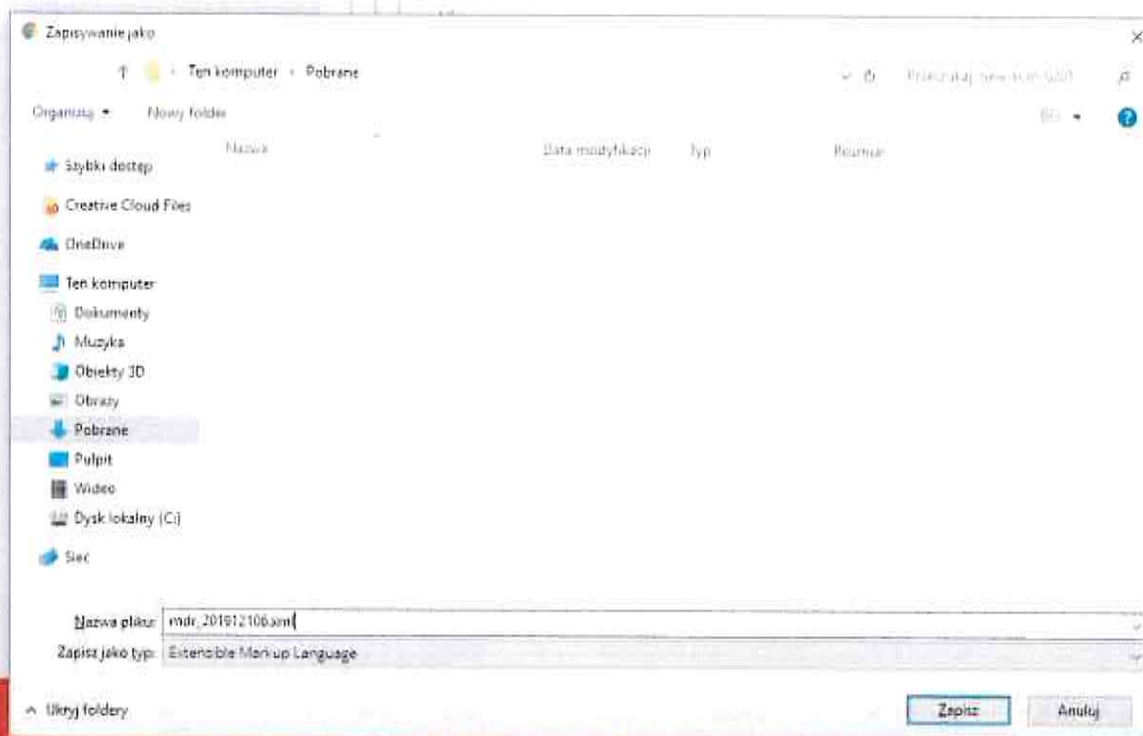 Zapisywanie jako
Ten komputer Pobrane
Organizuj Nowy folder
Nazwa Data modyfikacji Typ Rozmiar
Szybki dostęp
Creative Cloud Files
OneDrive
Ten komputer
Dokumenty
Muzyka
Obiekty 3D
Obrazy
Pobrane
Pulpit
Wideo
Dysk lokalny (C:)
Sieć
Nazwa pliku: mdr_201912106.xml
Zapisz jako typ: Extensible Markup Language
Ukryj foldery Zapisz Anuluj